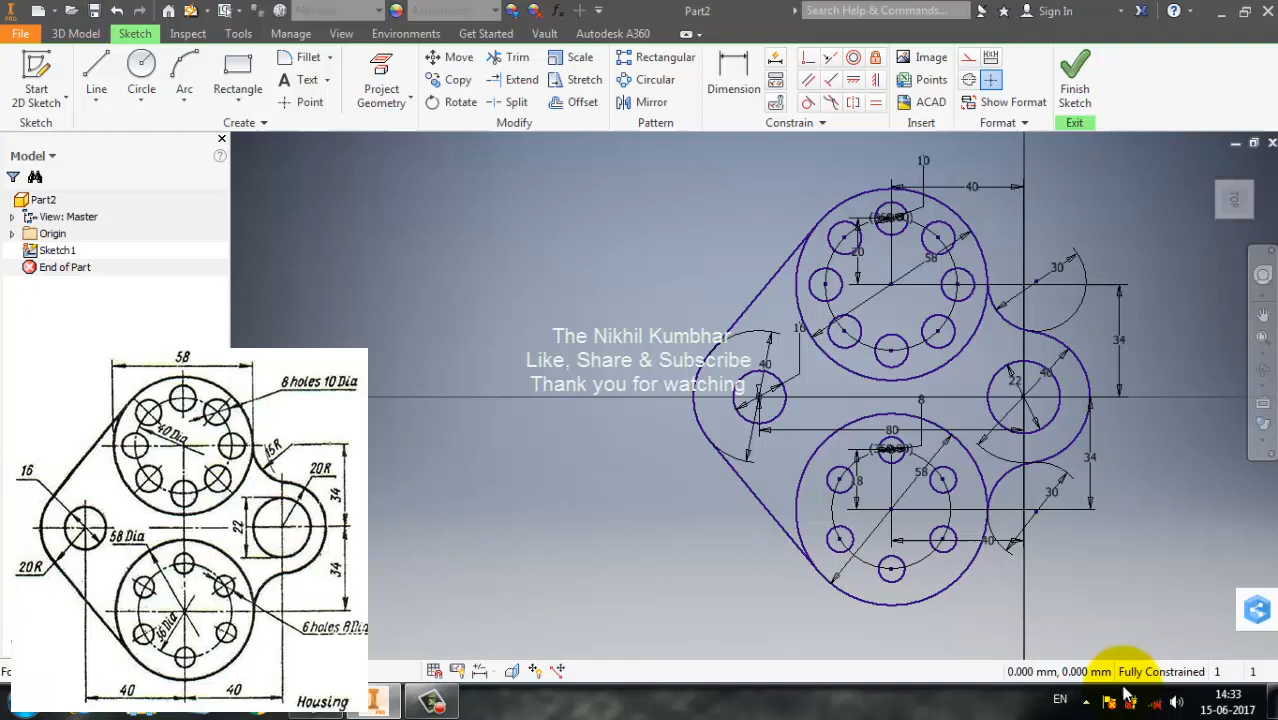 PRO
Part2
Search Help & Commands...
Sign In
File 3D Model Sketch Inspect Tools Manage View Environments Get Started Vault Autodesk A360
Start 2D Sketch
Line
Circle
Arc
Rectangle
Fillet
Text
Point
Project Geometry
Move
Copy
Rotate
Trim
Extend
Split
Scale
Stretch
Offset
Rectangular
Circular
Mirror
Dimension
Image
Points
ACAD
Show Format
Finish Sketch
Sketch Create Modify Pattern Constrain Insert Format Exit
Model
Part2
View: Master
Origin
Sketch1
End of Part
TOP
10
40
20
58
30
34
16
40
22
40
8
80
34
58
18
30
40
The Nikhil Kumbhar
Like, Share & Subscribe
Thank you for watching
58
40 Dia
15R
20R
16
34
22
58 Dia
20R
34
36 Dia
6 holes 8 Dia
40
40
Housing
0.000 mm, 0.000 mm Fully Constrained 1 1
EN
14:33
15-06-2017